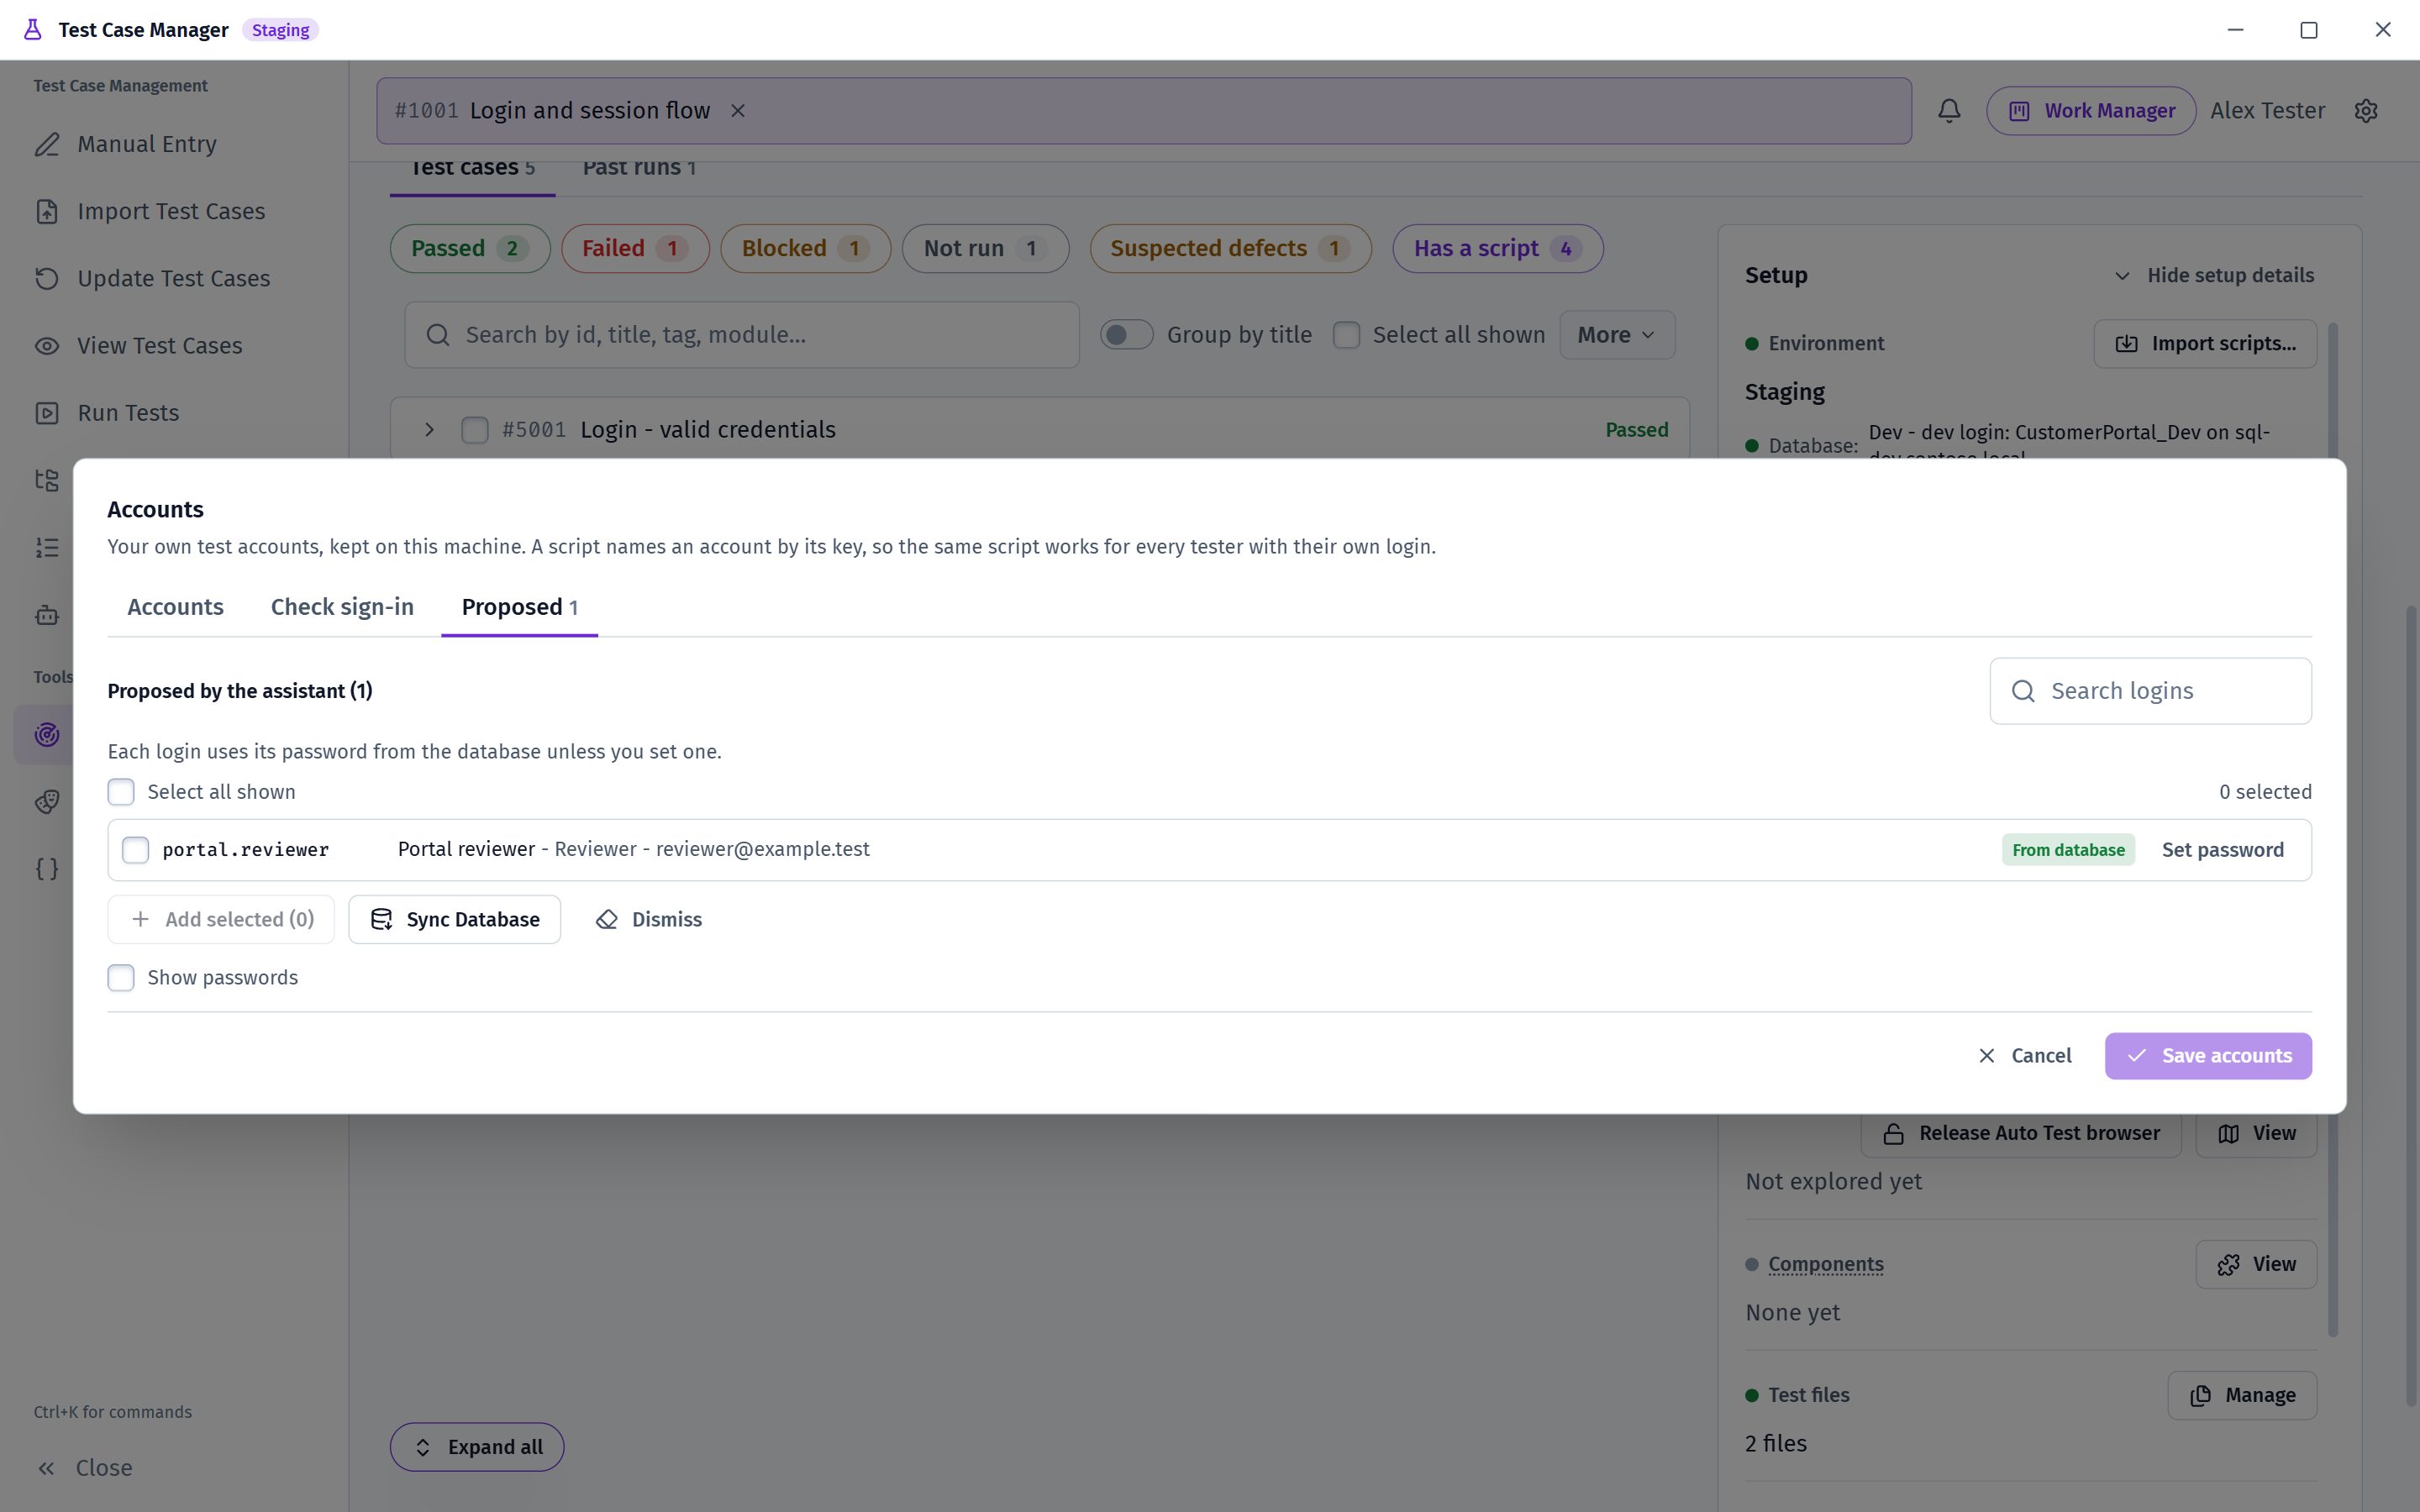 Test Case Manager Staging
Test Case Management
Manual Entry
Import Test Cases
Update Test Cases
View Test Cases
Run Tests
Tools
Ctrl+K for commands
Close
#1001 Login and session flow
Work Manager
Alex Tester
Test cases 5
Past runs 1
Passed 2
Failed 1
Blocked 1
Not run 1
Suspected defects 1
Has a script 4
Search by id, title, tag, module...
Group by title
Select all shown
More
#5001 Login - valid credentials
Passed
Setup
Hide setup details
Environment
Import scripts...
Staging
Database: Dev - dev login: CustomerPortal_Dev on sql-
dev.contoso.local
Accounts
Your own test accounts, kept on this machine. A script names an account by its key, so the same script works for every tester with their own login.
Accounts
Check sign-in
Proposed 1
Proposed by the assistant (1)
Search logins
Each login uses its password from the database unless you set one.
Select all shown
0 selected
portal.reviewer
Portal reviewer - Reviewer - reviewer@example.test
From database
Set password
Add selected (0)
Sync Database
Dismiss
Show passwords
Cancel
Save accounts
Release Auto Test browser
View
Not explored yet
Components
View
None yet
Test files
Manage
2 files
Expand all